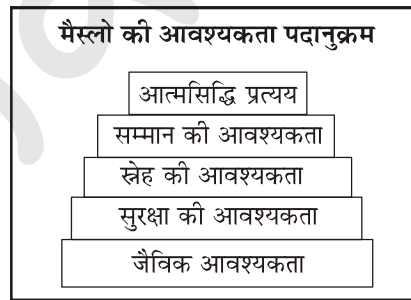 मैस्लो की आवश्यकता पदानुक्रम
आत्मसिद्धि प्रत्यय
सम्मान की आवश्यकता
स्नेह की आवश्यकता
सुरक्षा की आवश्यकता
जैविक आवश्यकता